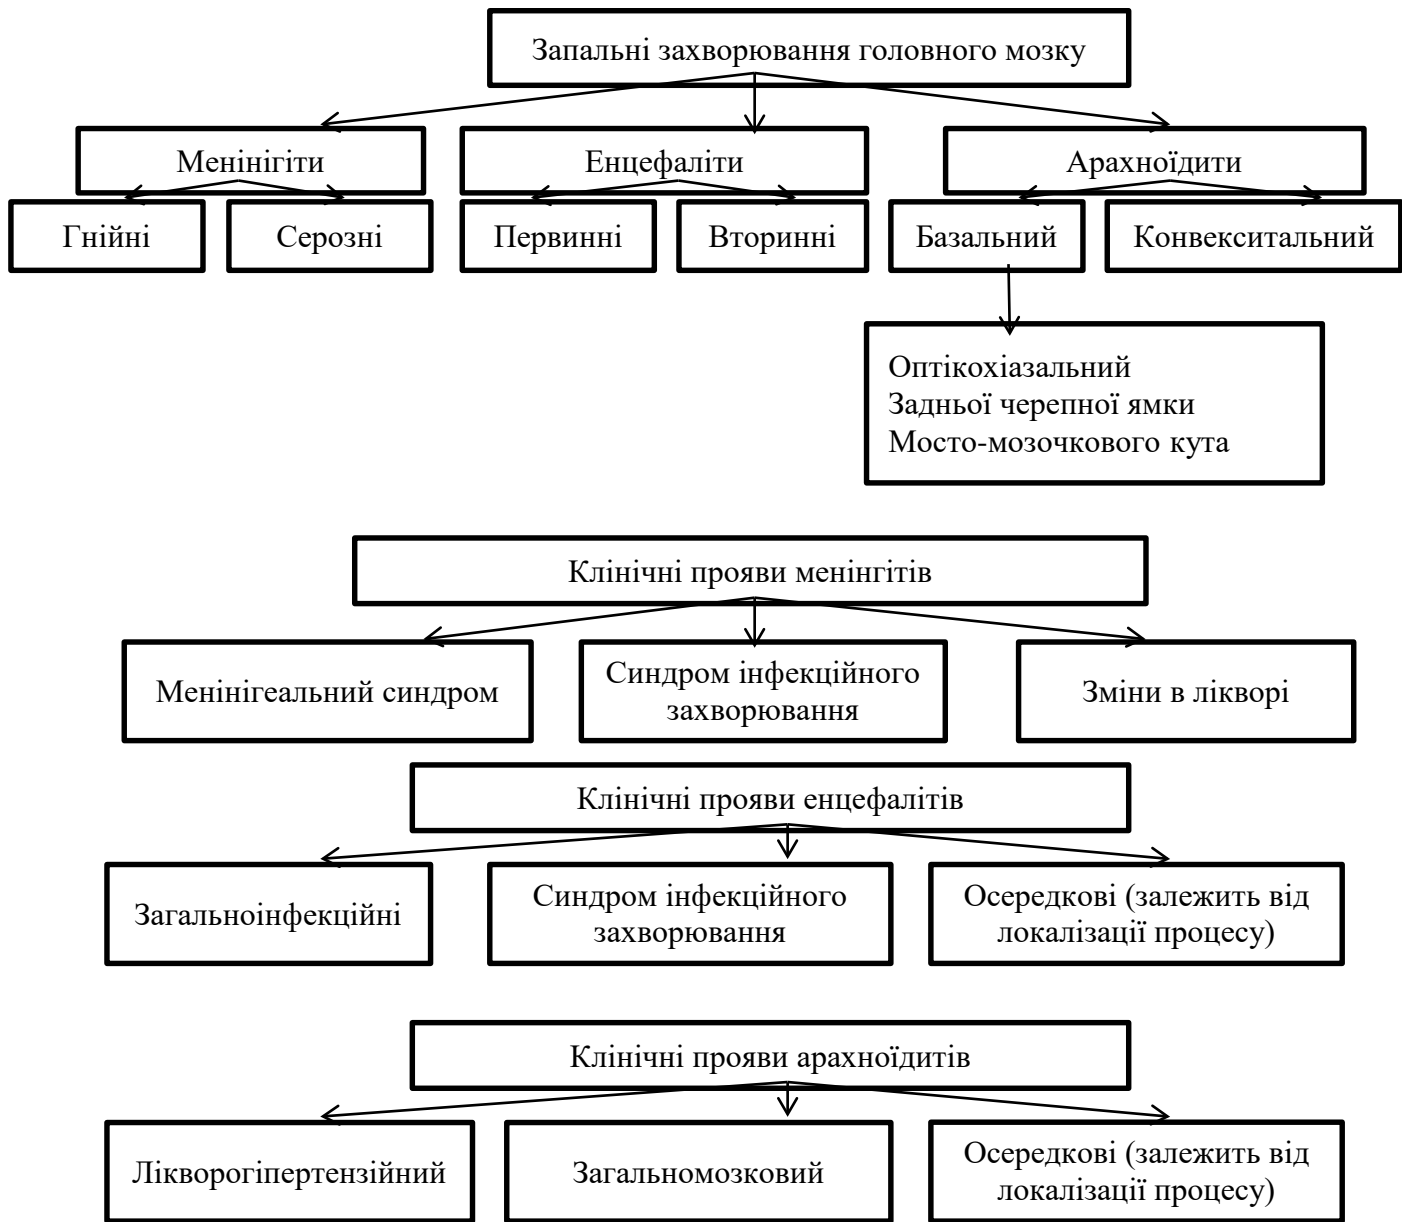 Запальні захворювання головного мозку
Менінігіти
Енцефаліти
Арахноїдити
Гнійні
Серозні
Первинні
Вторинні
Базальний
Конвекситальний
Оптікохіазальний
Задньої черепної ямки
Мосто-мозочкового кута
Клінічні прояви менінгітів
Менінігеальний синдром
Синдром інфекційного
захворювання
Зміни в лікворі
Клінічні прояви енцефалітів
Загальноінфекційні
Синдром інфекційного
захворювання
Осередкові (залежить від
локалізації процесу)
Клінічні прояви арахноїдитів
Лікворогіпертензійний
Загальномозковий
Осередкові (залежить від
локалізації процесу)